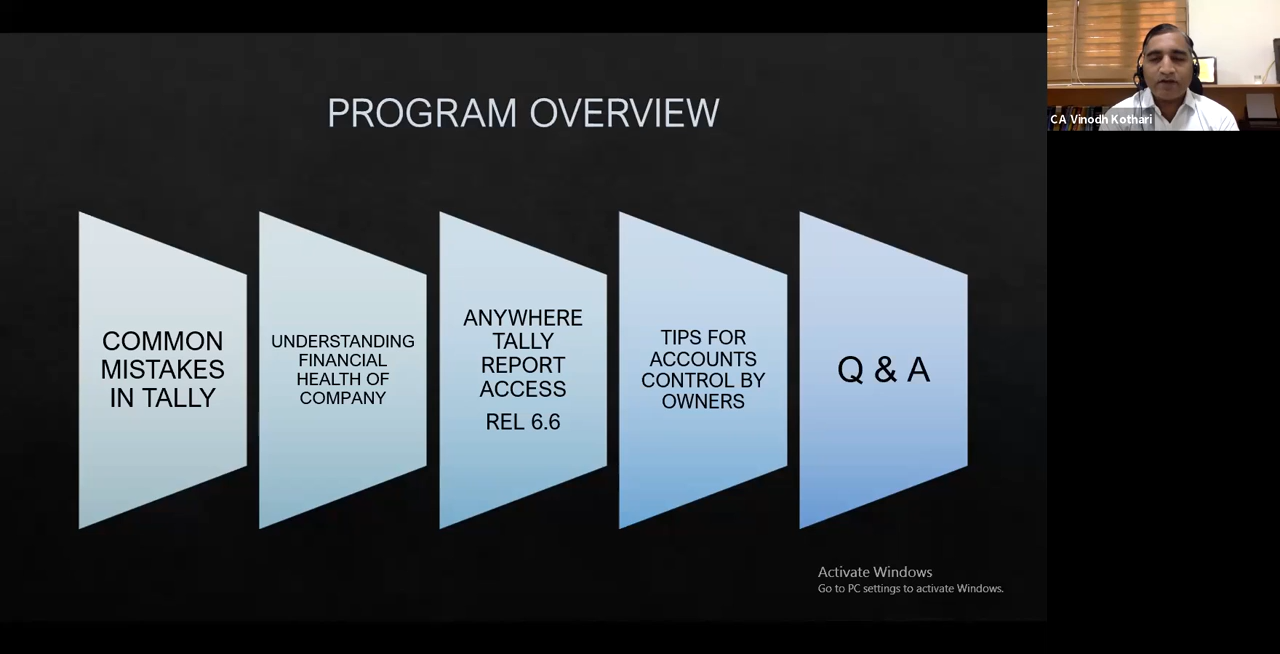 PROGRAM OVERVIEW
COMMON
MISTAKES
IN TALLY
UNDERSTANDING
FINANCIAL
HEALTH OF
COMPANY
ANYWHERE
TALLY
REPORT
ACCESS
REL 6.6
TIPS FOR
ACCOUNTS
CONTROL BY
OWNERS
Q & A
Activate Windows
Go to PC settings to activate Windows.
CA Vinodh Kothari